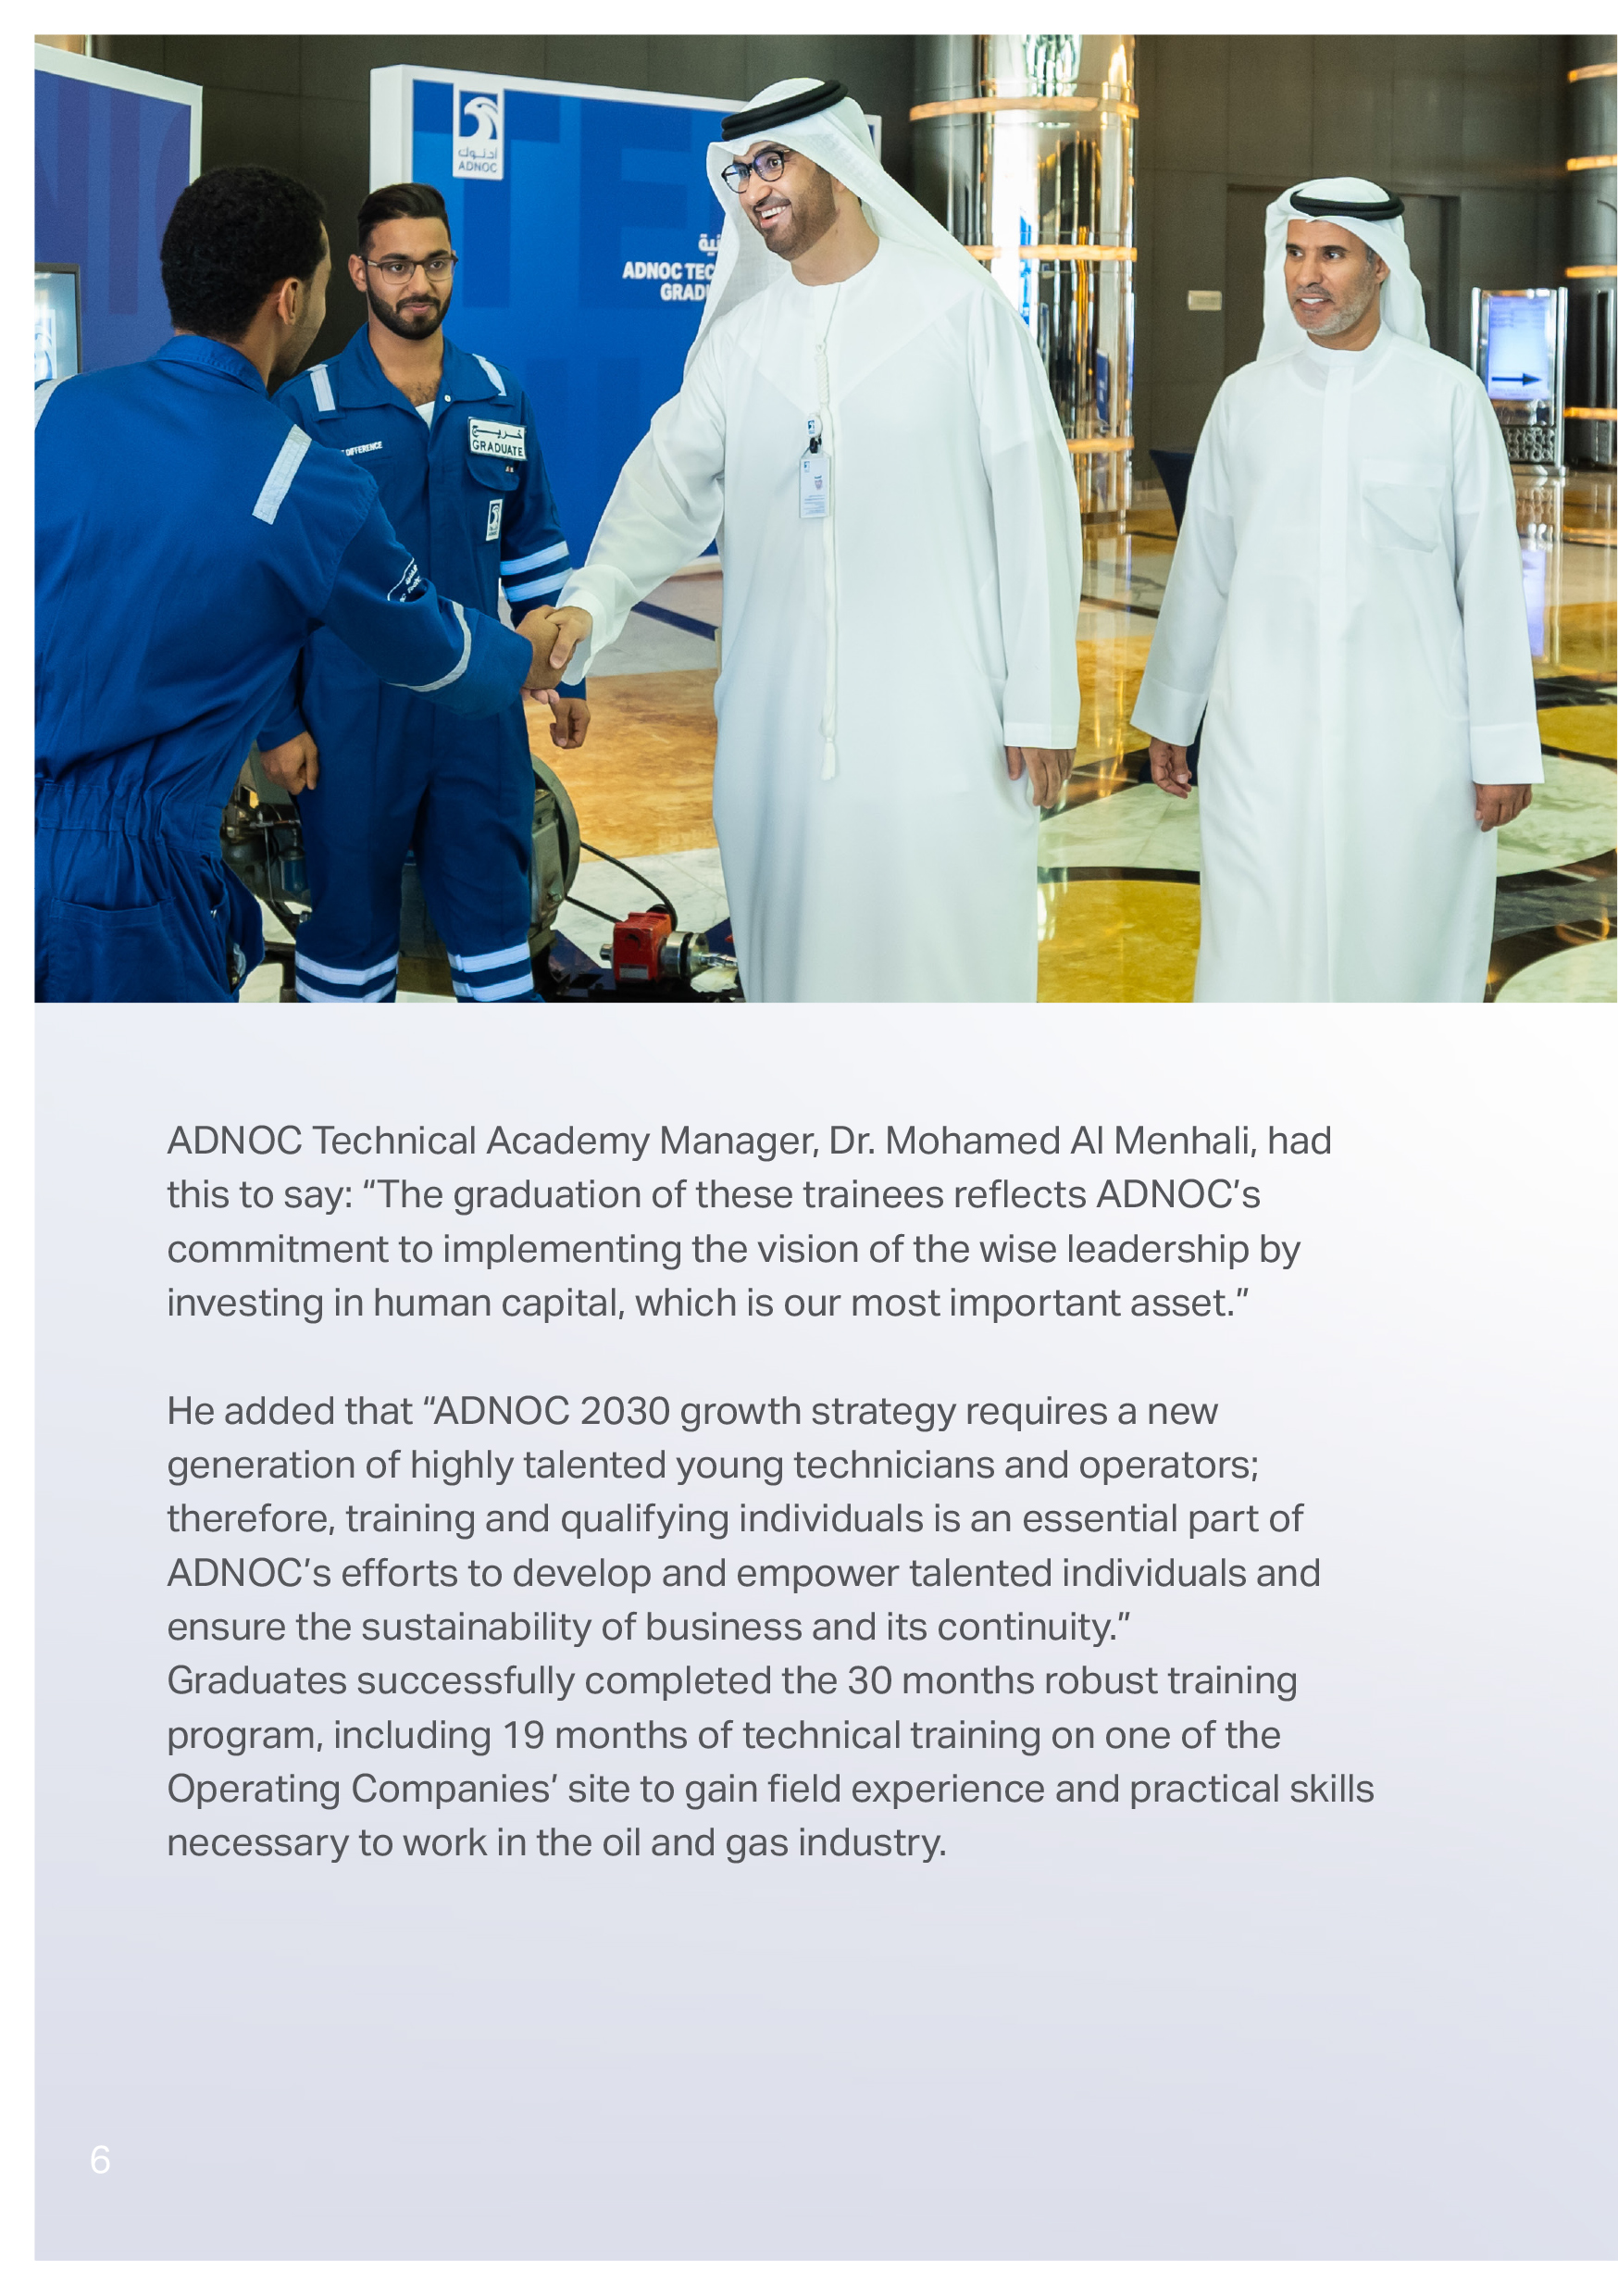 أدنوك
ADNOC
ADNOC TEC
GRAD
DIFFERENCE
خريج
GRADUATE
ADNOC Technical Academy Manager, Dr. Mohamed Al Menhali, had
this to say: “The graduation of these trainees reflects ADNOC’s
commitment to implementing the vision of the wise leadership by
investing in human capital, which is our most important asset.”
He added that “ADNOC 2030 growth strategy requires a new
generation of highly talented young technicians and operators;
therefore, training and qualifying individuals is an essential part of
ADNOC’s efforts to develop and empower talented individuals and
ensure the sustainability of business and its continuity.”
Graduates successfully completed the 30 months robust training
program, including 19 months of technical training on one of the
Operating Companies’ site to gain field experience and practical skills
necessary to work in the oil and gas industry.
6